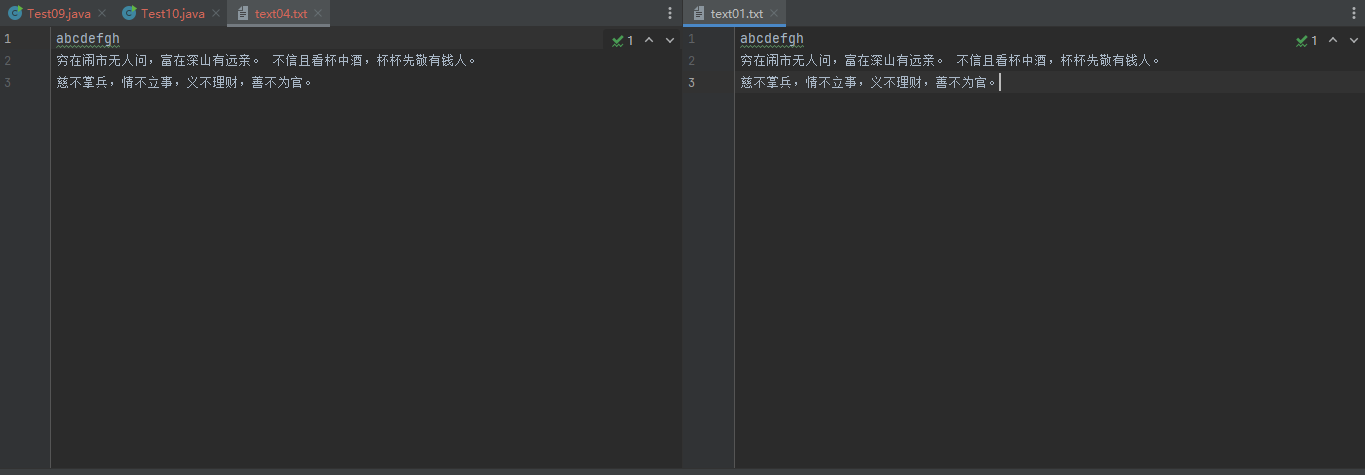 Test09.java
Test10.java
text04.txt
text01.txt
1 abcdefgh
1
2 穷在闹市无人问，富在深山有远亲。 不信且看杯中酒，杯杯先敬有钱人。
3 慈不掌兵，情不立事，义不理财，善不为官。
1 abcdefgh
1
2 穷在闹市无人问，富在深山有远亲。 不信且看杯中酒，杯杯先敬有钱人。
3 慈不掌兵，情不立事，义不理财，善不为官。